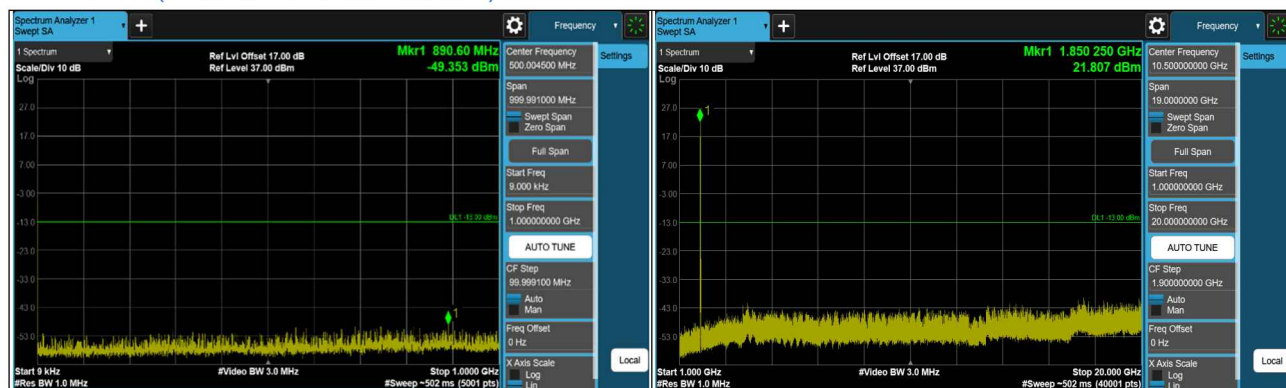 Spectrum Analyzer 1
Swept SA
+
Frequency
1 Spectrum
Scale/Div 10 dB
Log
Ref Lvl Offset 17.00 dB
Ref Level 37.00 dBm
Mkr1 890.60 MHz
-49.353 dBm
27.0
17.0
7.00
-3.00
-13.0
-23.0
-33.0
-43.0
-53.0
DL1 -13.00 dBm
1
Start 9 kHz
#Res BW 1.0 MHz
#Video BW 3.0 MHz
Stop 1.0000 GHz
#Sweep ~502 ms (5001 pts)
Center Frequency
500.004500 MHz
Span
999.991000 MHz
Swept Span
Zero Span
Full Span
Start Freq
9.000 kHz
Stop Freq
1.000000000 GHz
AUTO TUNE
CF Step
99.999100 MHz
Auto
Man
Freq Offset
0 Hz
X Axis Scale
Log
Lin
Settings
Local
Spectrum Analyzer 1
Swept SA
+
Frequency
1 Spectrum
Scale/Div 10 dB
Log
Ref Lvl Offset 17.00 dB
Ref Level 37.00 dBm
Mkr1 1.850 250 GHz
21.807 dBm
27.0
17.0
7.00
-3.00
-13.0
-23.0
-33.0
-43.0
-53.0
DL1 -13.00 dBm
1
Start 1.000 GHz
#Res BW 1.0 MHz
#Video BW 3.0 MHz
Stop 20.000 GHz
#Sweep ~502 ms (40001 pts)
Center Frequency
10.500000000 GHz
Span
19.0000000 GHz
Swept Span
Zero Span
Full Span
Start Freq
1.000000000 GHz
Stop Freq
20.000000000 GHz
AUTO TUNE
CF Step
1.900000000 GHz
Auto
Man
Freq Offset
0 Hz
X Axis Scale
Log
Lin
Settings
Local